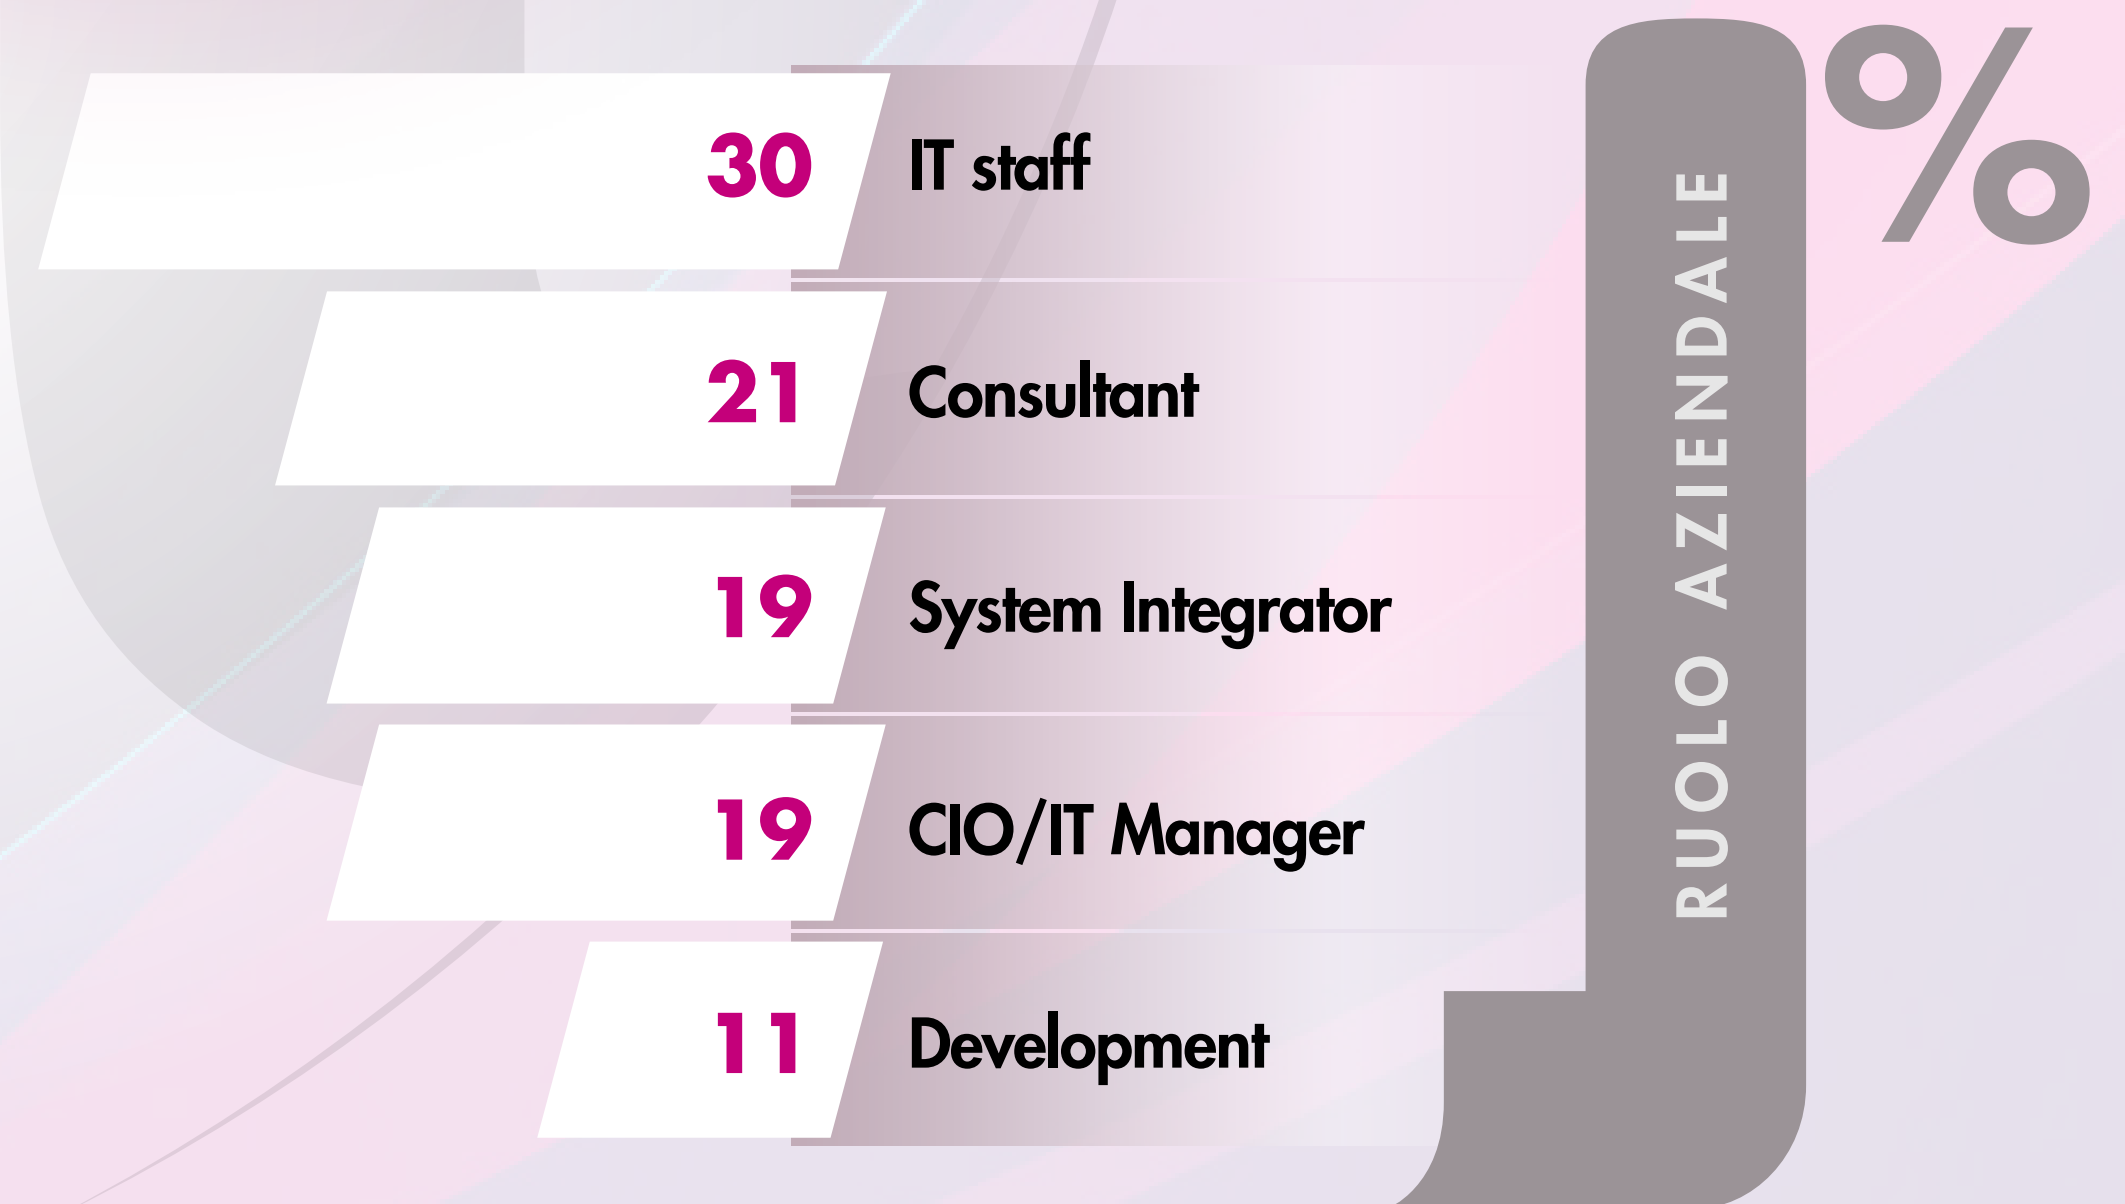 30 IT staff
21 Consultant
19 System Integrator
19 CIO/IT Manager
11 Development
RUOLO AZIENDALE
%